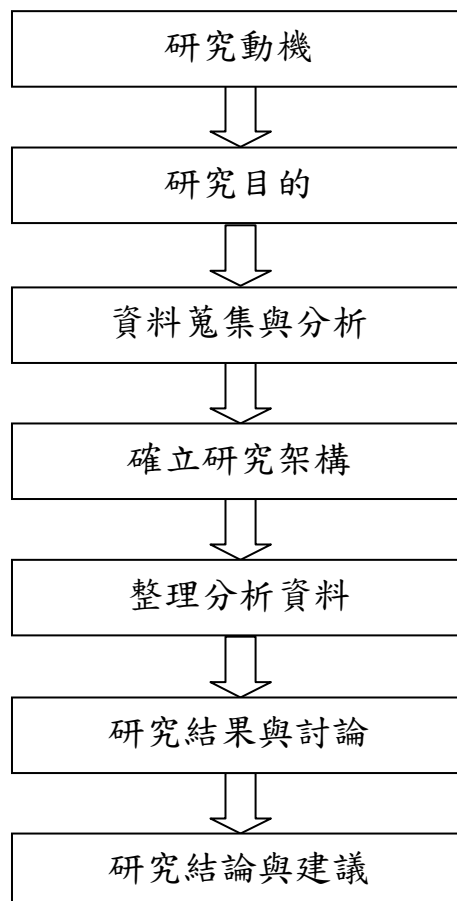 研究動機
研究目的
資料蒐集與分析
確立研究架構
整理分析資料
研究結果與討論
研究結論與建議